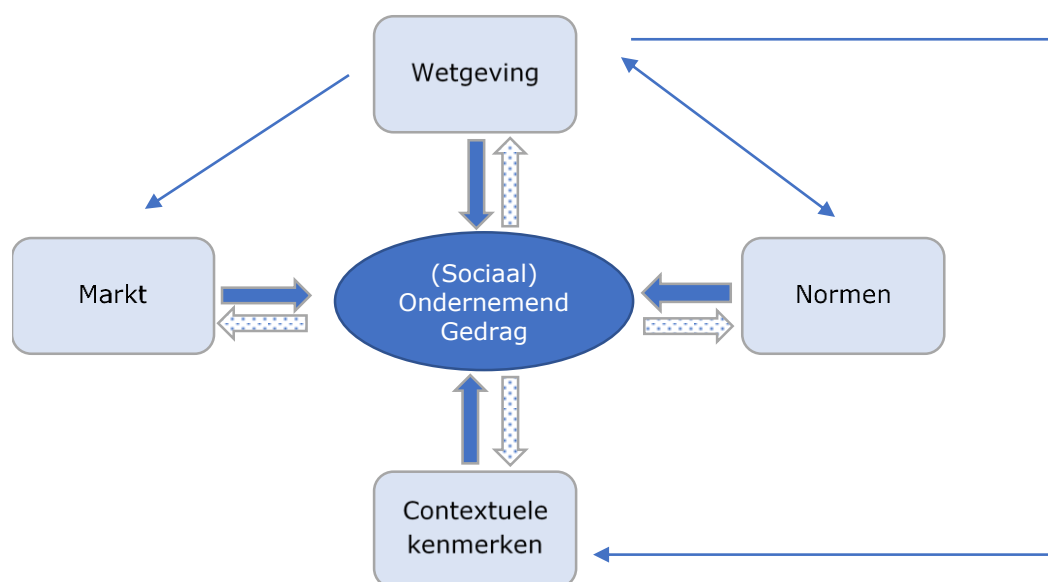 Wetgeving
Markt
(Sociaal)
Ondernemend
Gedrag
Normen
Contextuele
kenmerken